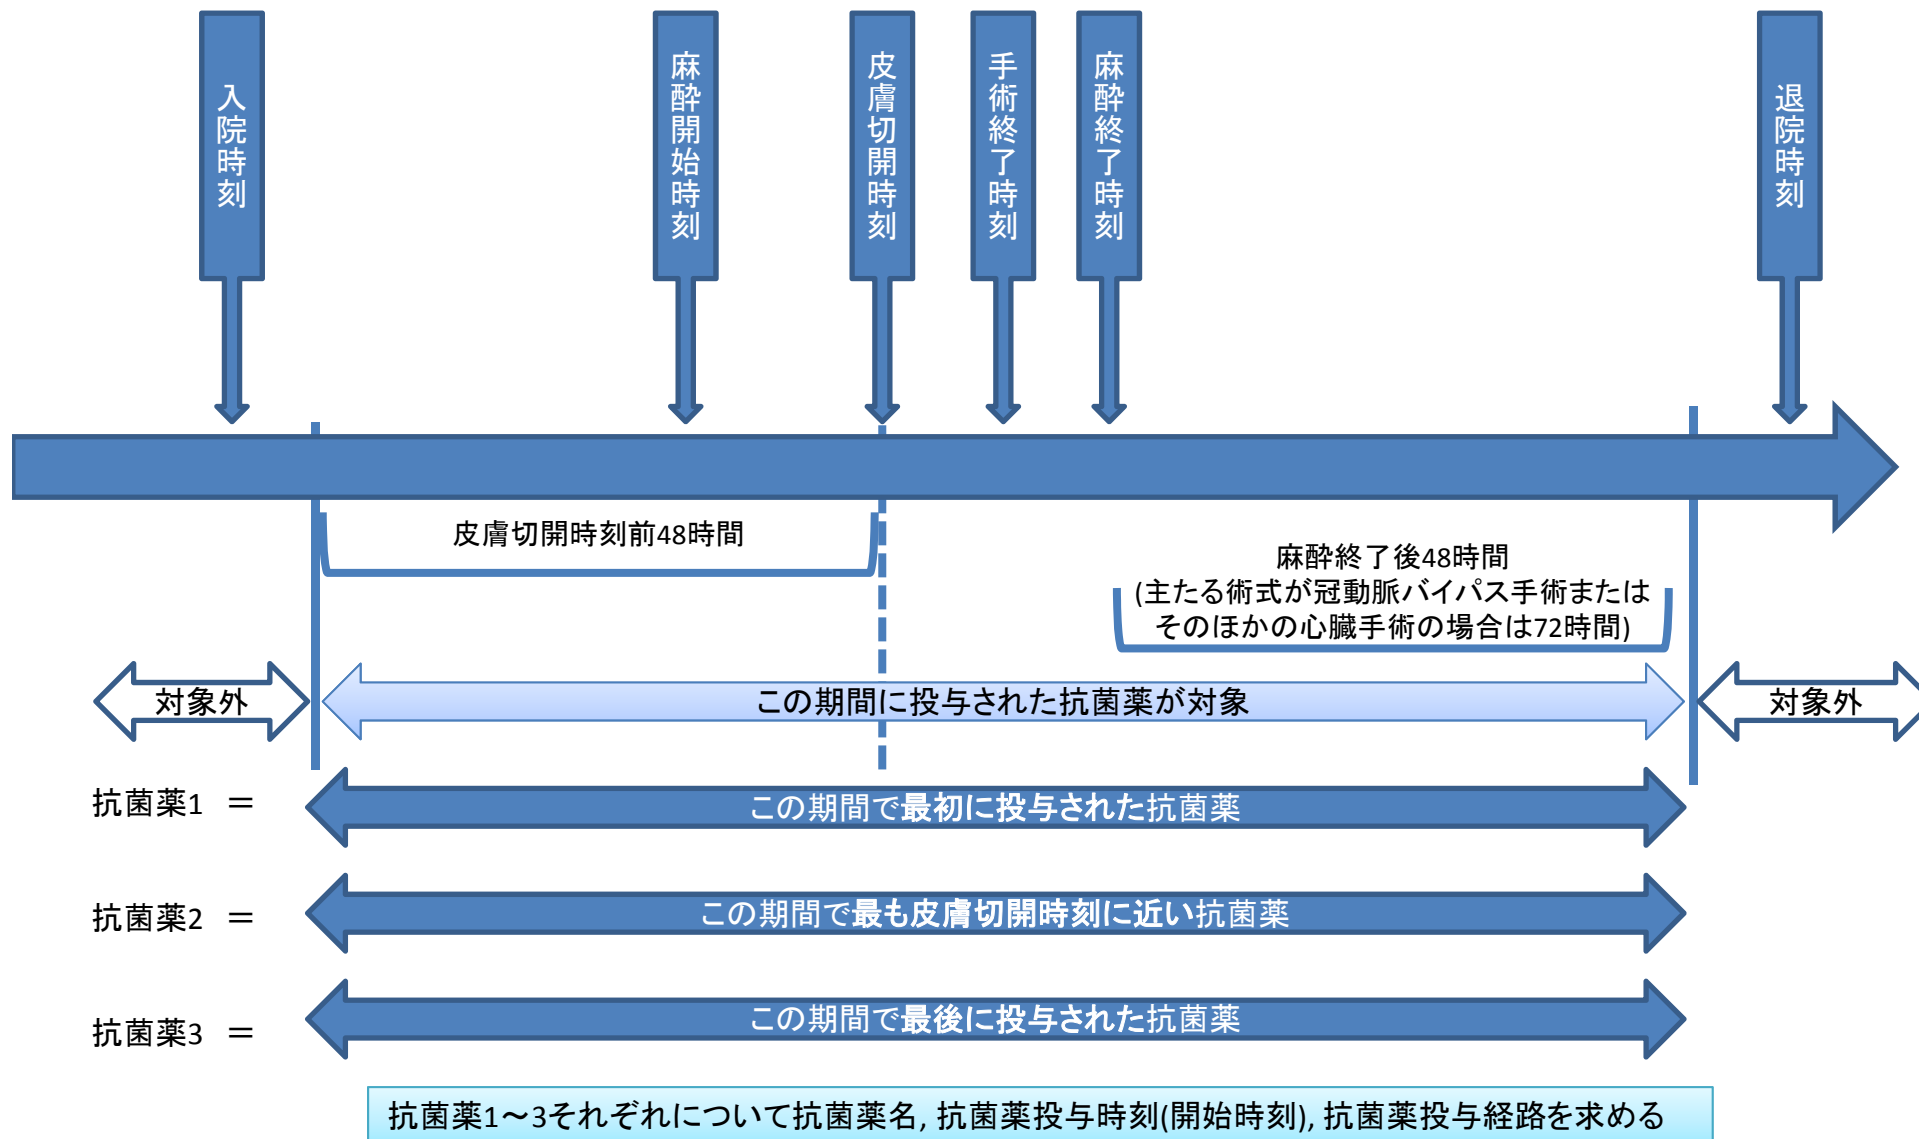 入院時刻
麻酔開始時刻
皮膚切開時刻
手術終了時刻
麻酔終了時刻
退院時刻
皮膚切開時刻前48時間
麻酔終了後48時間
(主たる術式が冠動脈バイパス手術または
そのほかの心臓手術の場合は72時間)
対象外
この期間に投与された抗菌薬が対象
対象外
抗菌薬1 ＝
この期間で最初に投与された抗菌薬
抗菌薬2 ＝
この期間で最も皮膚切開時刻に近い抗菌薬
抗菌薬3 ＝
この期間で最後に投与された抗菌薬
抗菌薬1～3それぞれについて抗菌薬名, 抗菌薬投与時刻(開始時刻), 抗菌薬投与経路を求める